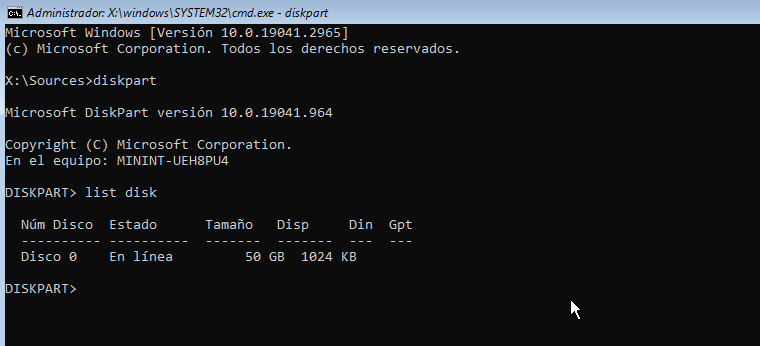 Administrador: X:\windows\SYSTEM32\cmd.exe - diskpart
Microsoft Windows [Versión 10.0.19041.2965]
(c) Microsoft Corporation. Todos los derechos reservados.
X:\Sources>diskpart
Microsoft DiskPart versión 10.0.19041.964
Copyright (C) Microsoft Corporation.
En el equipo: MININT-UEH8PU4
DISKPART> list disk
  Núm Disco  Estado      Tamaño   Disp     Din  Gpt
  ---------- ----------  -------  -------  ---  ---
  Disco 0    En línea         50 GB  1024 KB
DISKPART>